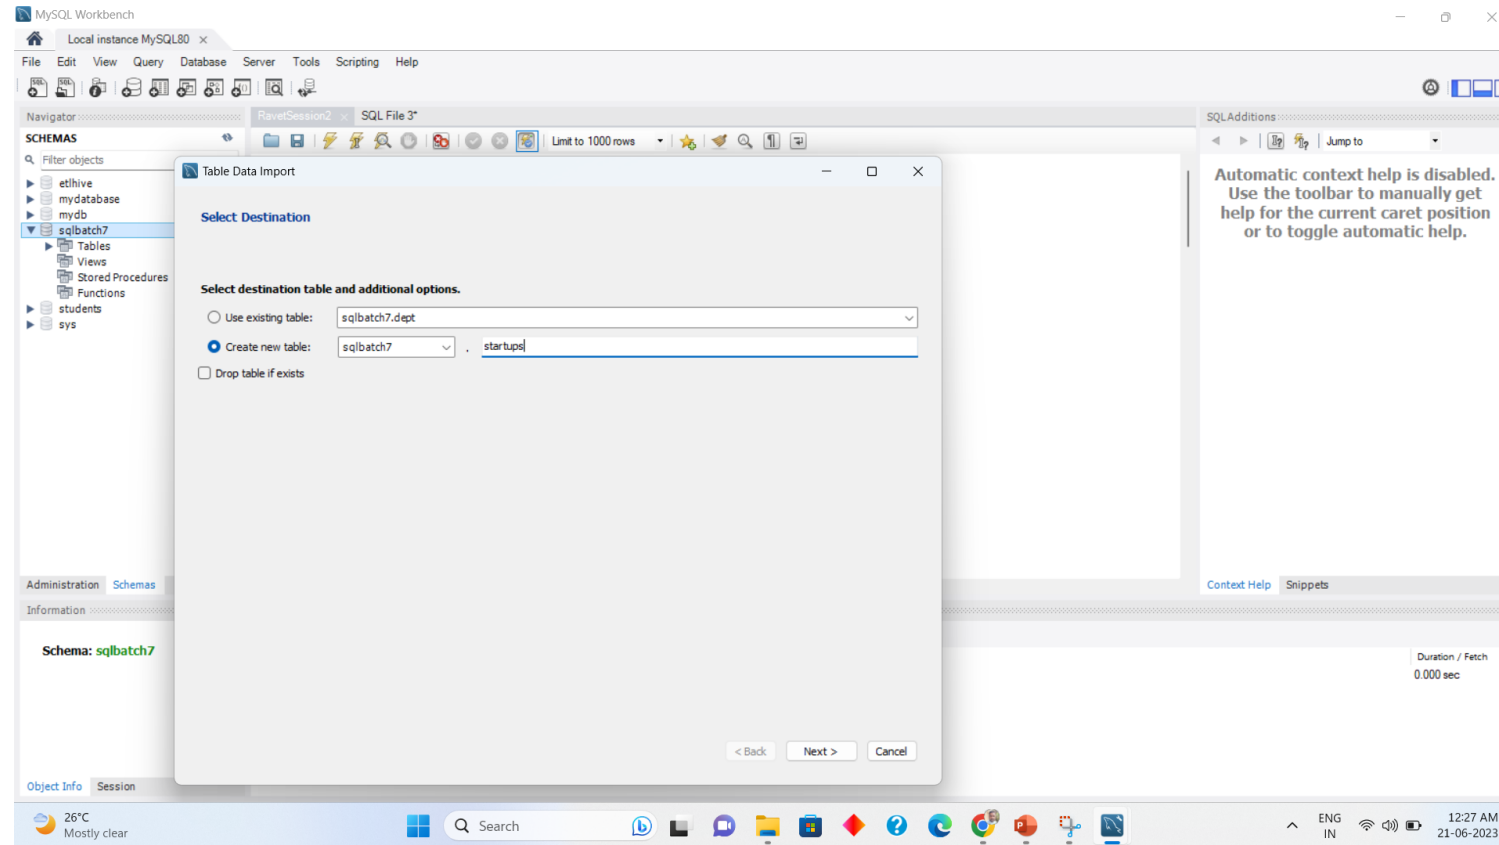 MySQL Workbench
Local instance MySQL80
File Edit View Query Database Server Tools Scripting Help
Navigator
RavetSession2 SQL File 3*
SQLAdditions
SCHEMAS
Limit to 1000 rows
Jump to
Filter objects
Table Data Import
Automatic context help is disabled.
Use the toolbar to manually get
help for the current caret position
or to toggle automatic help.
etlhive
mydatabase
mydb
sqlbatch7
Tables
Views
Stored Procedures
Functions
students
sys
Select Destination
Select destination table and additional options.
Use existing table: sqlbatch7.dept
Create new table: sqlbatch7 . startups
Drop table if exists
Administration Schemas
Context Help Snippets
Information
Schema: sqlbatch7
Duration / Fetch
0.000 sec
< Back Next > Cancel
Object Info Session
26°C
Mostly clear
Search
ENG
IN
12:27 AM
21-06-2023